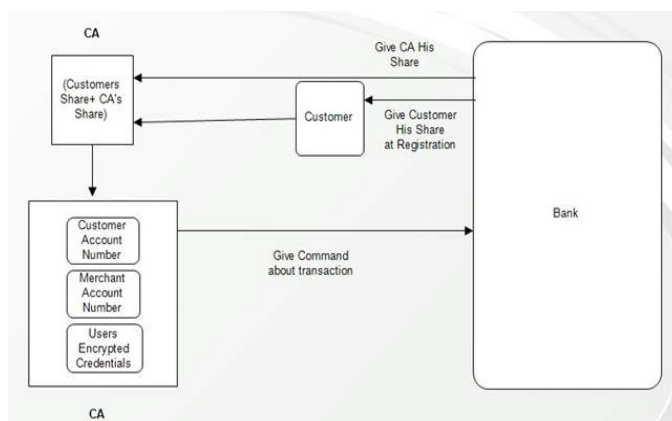 CA
Give CA His
Share
(Customers
Share+ CA's
Share)
Customer
Give Customer
His Share
at Registration
Bank
Customer
Account
Number
Give Command
about transaction
Merchant
Account
Number
Users
Encrypted
Credentials
CA